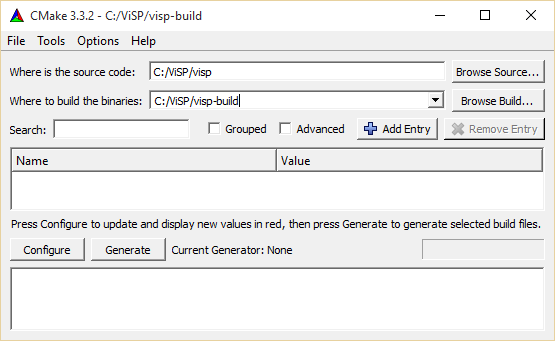 CMake 3.3.2 - C:/ViSP/visp-build
File Tools Options Help
Where is the source code: C:/ViSP/visp Browse Source...
Where to build the binaries: C:/ViSP/visp-build Browse Build...
Search: Grouped Advanced Add Entry Remove Entry
Name Value
Press Configure to update and display new values in red, then press Generate to generate selected build files.
Configure Generate Current Generator: None